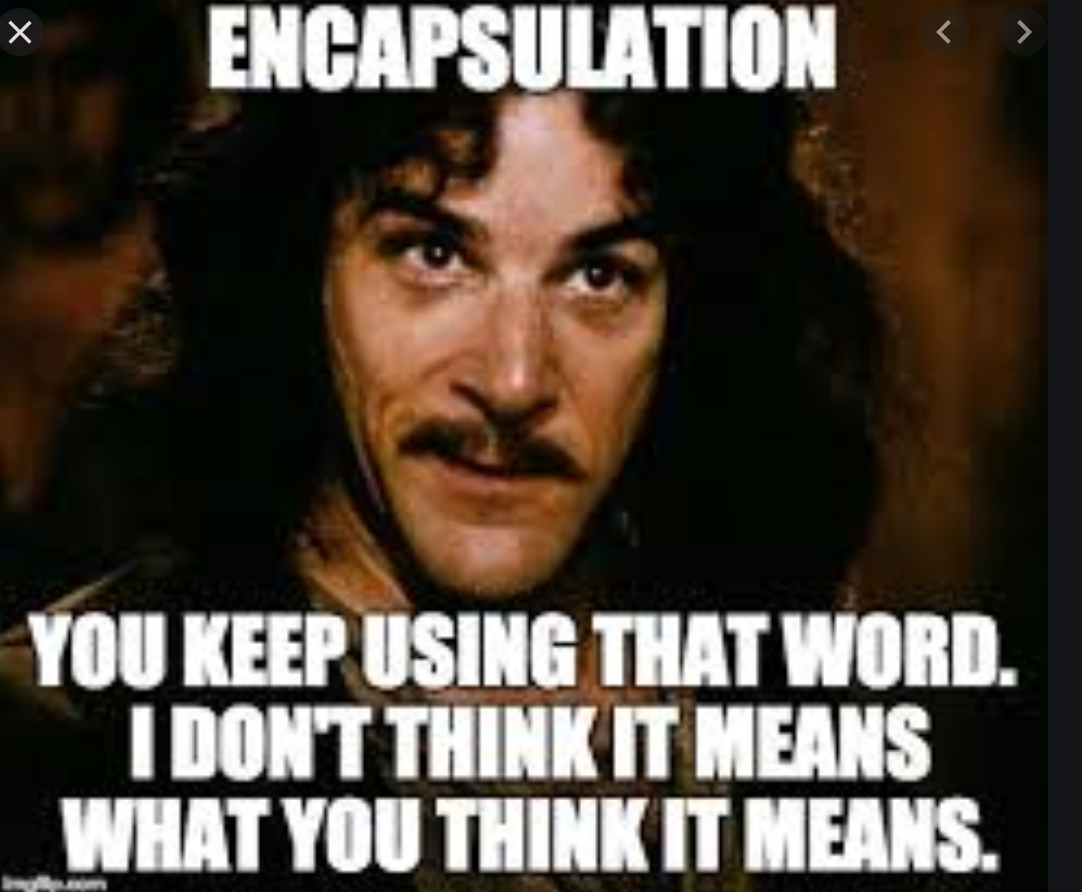 ENCAPSULATION
YOU KEEP USING THAT WORD.
I DON'T THINK IT MEANS
WHAT YOU THINK IT MEANS.
imgflip.com